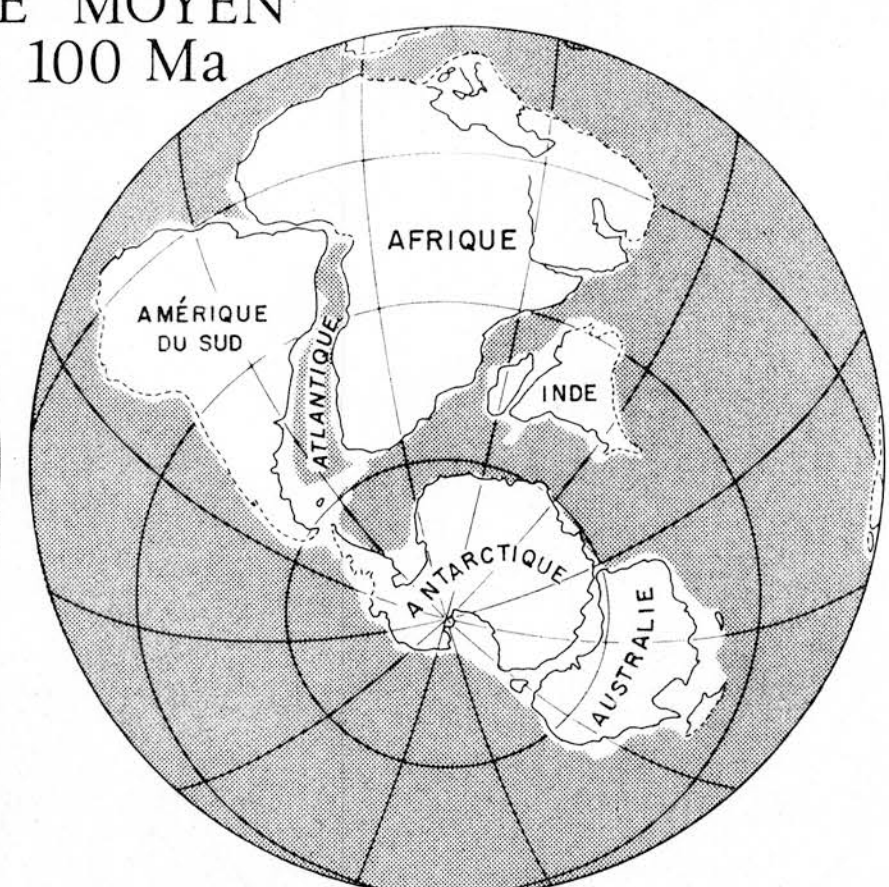 E MOYEN
100 Ma
AFRIQUE
AMÉRIQUE
DU SUD
ATLANTIQUE
INDE
ANTARCTIQUE
AUSTRALIE